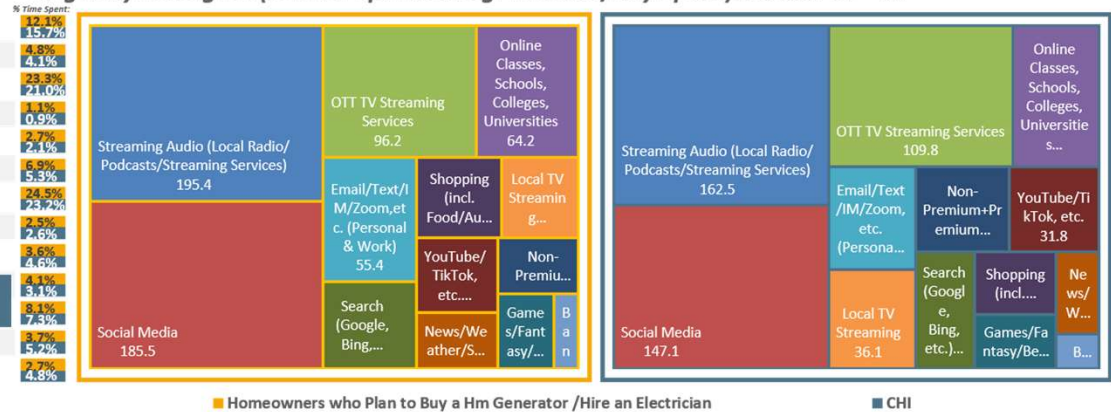 % Time Spent:
12.1%
15.7%
4.8%
4.1%
23.3%
21.0%
1.1%
0.9%
2.7%
2.1%
6.9%
5.3%
24.5%
23.2%
2.5%
2.6%
3.6%
4.6%
4.1%
3.1%
8.1%
7.3%
3.7%
5.2%
2.7%
4.8%
Streaming Audio (Local Radio/
Podcasts/Streaming Services)
195.4
Social Media
185.5
OTT TV Streaming
Services
96.2
Online
Classes,
Schools,
Colleges,
Universities
64.2
Email/Text/I
M/Zoom,et
c. (Personal
& Work)
55.4
Search
(Google,
Bing,...
Shopping
(incl.
Food/Au...
Local TV
Streamin
g...
YouTube/
TikTok,
etc....
Non-
Premiu...
News/We
ather/S...
Game
s/Fant
asy/...
B
a
n
Streaming Audio (Local Radio/
Podcasts/Streaming Services)
162.5
Social Media
147.1
OTT TV Streaming Services
109.8
Online
Classes,
Schools,
Colleges,
Universitie
s...
Email/Text
/IM/Zoom,
etc.
(Persona...
Local TV
Streaming
36.1
Non-
Premium+Pr
emium...
YouTube/Ti
kTok, etc.
31.8
Search
(Googl
e,
Bing,
etc.)...
Shopping
(incl....
Ne
ws/
W...
Games/Fa
ntasy/Be...
B...
Homeowners who Plan to Buy a Hm Generator /Hire an Electrician
CHI